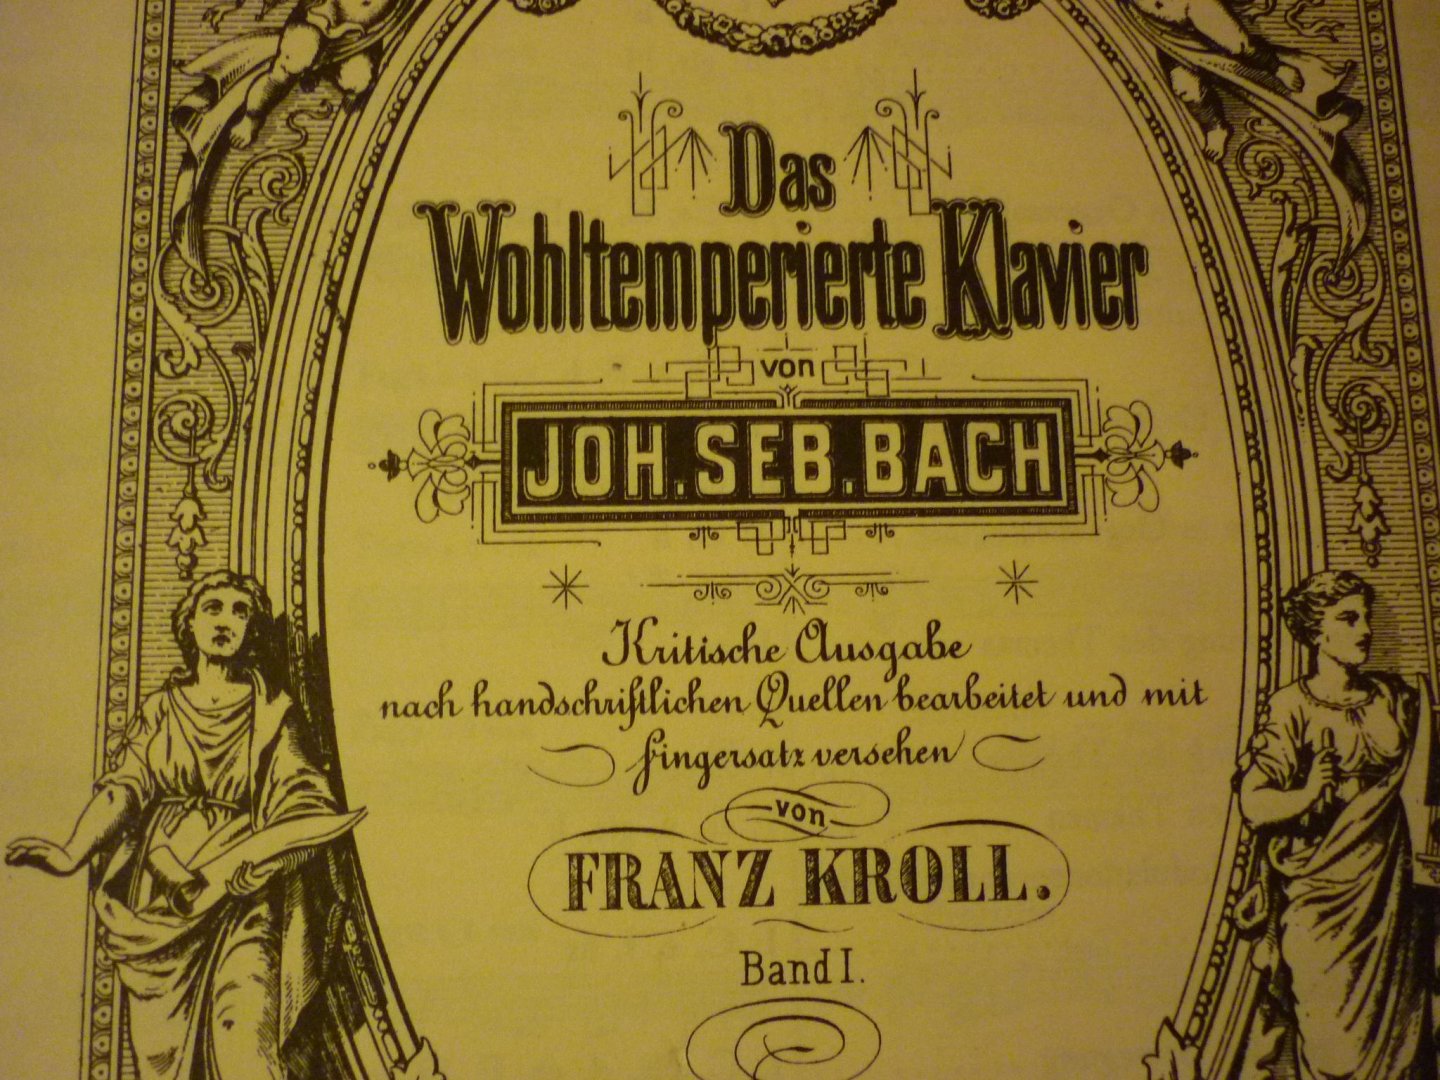 Das
Wohltemperierte Klavier
von
JOH. SEB. BACH
Kritische Ausgabe
nach handschriftlichen Quellen bearbeitet und mit
Fingersatz versehen
von
FRANZ KROLL.
Band I.